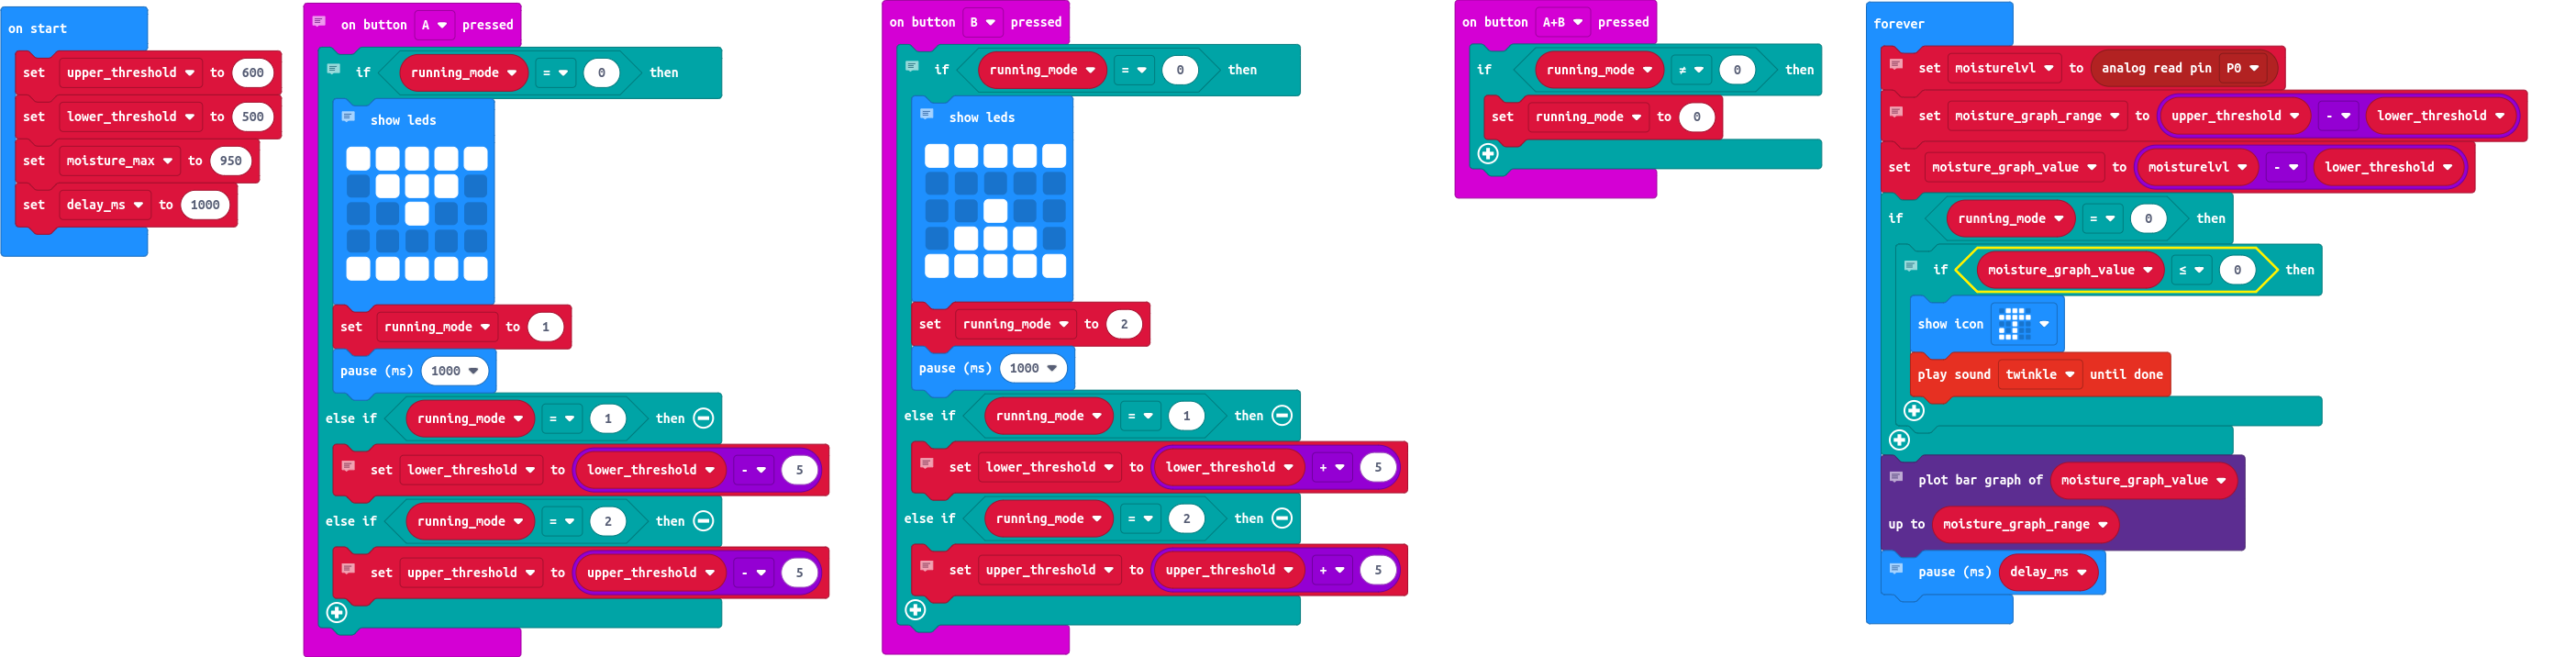 on start
set upper_threshold to 600
set lower_threshold to 500
set moisture_max to 950
set delay_ms to 1000
on button A pressed
if running_mode = 0 then
show leds
set running_mode to 1
pause (ms) 1000
else if running_mode = 1 then
set lower_threshold to lower_threshold - 5
else if running_mode = 2 then
set upper_threshold to upper_threshold - 5
on button B pressed
if running_mode = 0 then
show leds
set running_mode to 2
pause (ms) 1000
else if running_mode = 1 then
set lower_threshold to lower_threshold + 5
else if running_mode = 2 then
set upper_threshold to upper_threshold + 5
on button A+B pressed
if running_mode ≠ 0 then
set running_mode to 0
forever
set moisturelvl to analog read pin P0
set moisture_graph_range to upper_threshold - lower_threshold
set moisture_graph_value to moisturelvl - lower_threshold
if running_mode = 0 then
if moisture_graph_value ≤ 0 then
show icon
play sound twinkle until done
plot bar graph of moisture_graph_value
up to moisture_graph_range
pause (ms) delay_ms